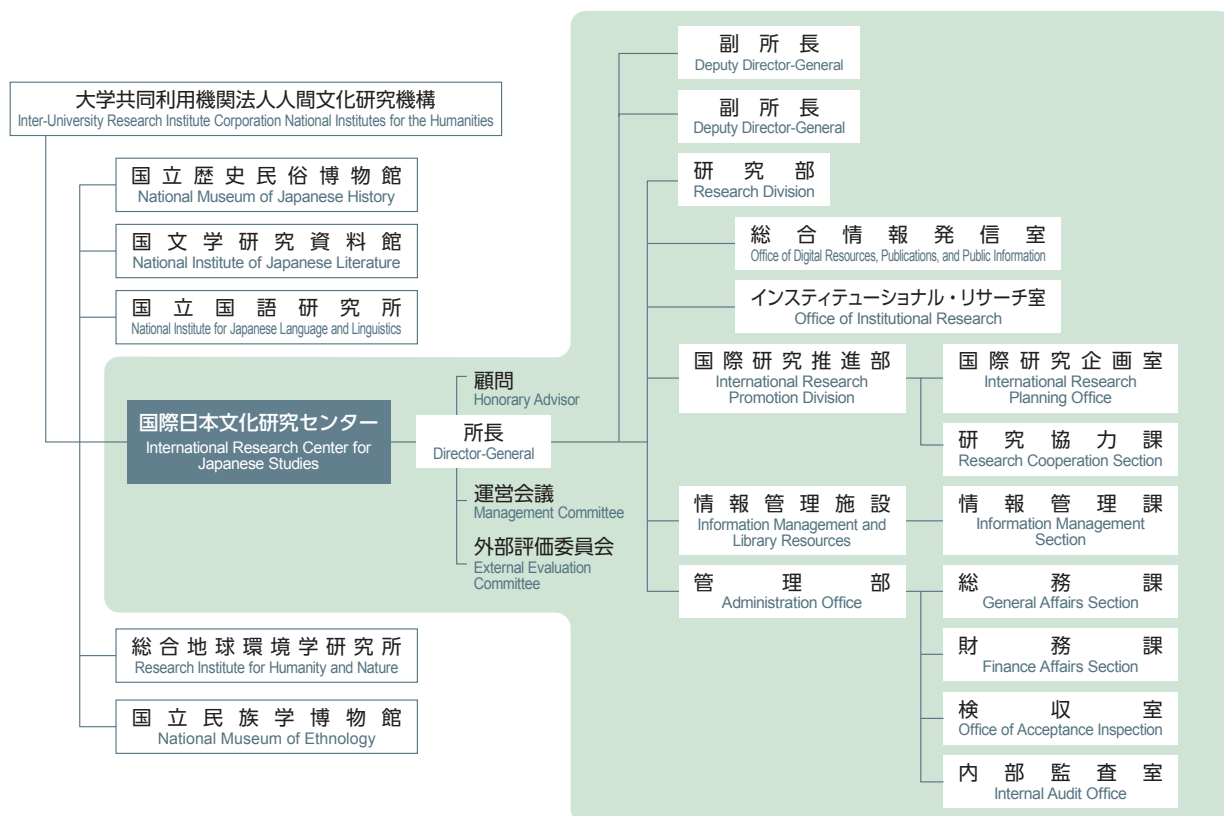 大学共同利用機関法人人間文化研究機構
Inter-University Research Institute Corporation National Institutes for the Humanities
国立歴史民俗博物館
National Museum of Japanese History
国文学研究資料館
National Institute of Japanese Literature
国立国語研究所
National Institute for Japanese Language and Linguistics
国際日本文化研究センター
International Research Center for
Japanese Studies
総合地球環境学研究所
Research Institute for Humanity and Nature
国立民族学博物館
National Museum of Ethnology
顧問
Honorary Advisor
所長
Director-General
運営会議
Management Committee
外部評価委員会
External Evaluation
Committee
副所長
Deputy Director-General
副所長
Deputy Director-General
研究部
Research Division
総合情報発信室
Office of Digital Resources, Publications, and Public Information
インスティテューショナル・リサーチ室
Office of Institutional Research
国際研究推進部
International Research
Promotion Division
国際研究企画室
International Research
Planning Office
研究協力課
Research Cooperation Section
情報管理施設
Information Management and
Library Resources
情報管理課
Information Management
Section
管理部
Administration Office
総務課
General Affairs Section
財務課
Finance Affairs Section
検収室
Office of Acceptance Inspection
内部監査室
Internal Audit Office